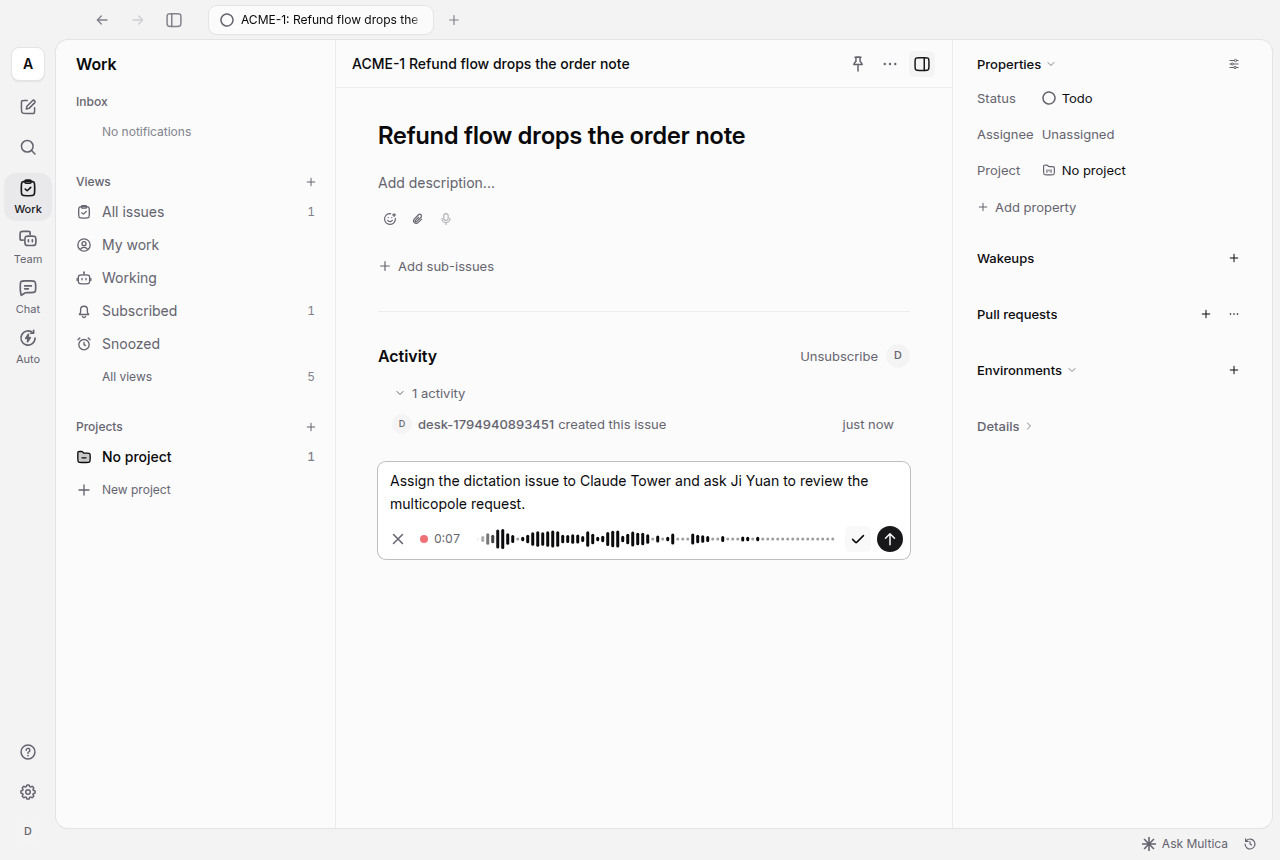 ACME-1: Refund flow drops the
A
Work
Team
Chat
Auto
D
Work
Inbox
No notifications
Views
All issues 1
My work
Working
Subscribed 1
Snoozed
All views 5
Projects
No project 1
New project
ACME-1 Refund flow drops the order note
Refund flow drops the order note
Add description...
Add sub-issues
Activity
Unsubscribe D
1 activity
D desk-1794940893451 created this issue just now
Assign the dictation issue to Claude Tower and ask Ji Yuan to review the
multicopole request.
0:07
Properties
Status Todo
Assignee Unassigned
Project No project
Add property
Wakeups
Pull requests
Environments
Details
Ask Multica